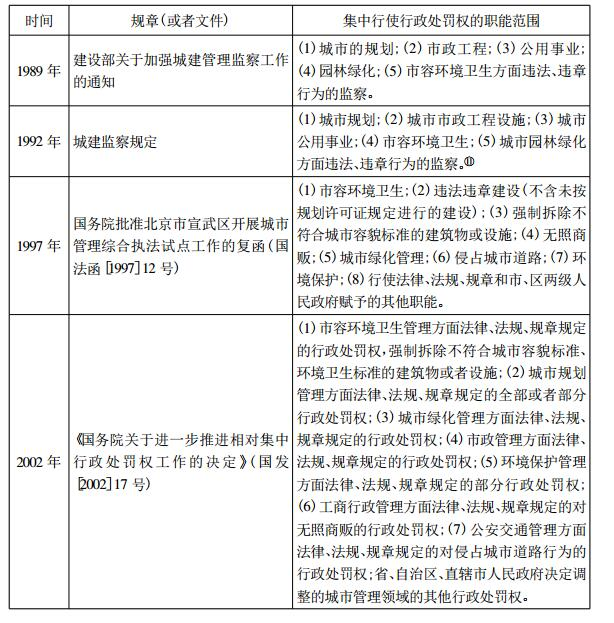 时间 规章(或者文件) 集中行使行政处罚权的职能范围
1989 年
建设部关于加强城建管理监察工作
的通知
(1)城市的规划;(2)市政工程;(3)公用事业;
(4)园林绿化;(5)市容环境卫生方面违法、违章
行为的监察。
1992 年
城建监察规定
(1)城市规划;(2)城市市政工程设施;(3)城市
公用事业;(4)市容环境卫生;(5)城市园林绿化
方面违法、违章行为的监察。⑪
1997 年
国务院批准北京市宣武区开展城市
管理综合执法试点工作的复函(国
法函[1997]12 号)
(1)市容环境卫生;(2)违法违章建设(不含未按
规划许可证规定进行的建设);(3)强制拆除不
符合城市容貌标准的建筑物或设施;(4)无照商
贩;(5)城市绿化管理;(6)侵占城市道路;(7)环
境保护;(8)行使法律、法规、规章和市、区两级人
民政府赋予的其他职能。
2002 年
《国务院关于进一步推进相对集中
行政处罚权工作的决定》(国发
[2002]17 号)
(1)市容环境卫生管理方面法律、法规、规章规定
的行政处罚权,强制拆除不符合城市容貌标准、
环境卫生标准的建筑物或者设施;(2)城市规划
管理方面法律、法规、规章规定的全部或者部分
行政处罚权;(3)城市绿化管理方面法律、法规、
规章规定的行政处罚权;(4)市政管理方面法律、
法规、规章规定的行政处罚权;(5)环境保护管理
方面法律、法规、规章规定的部分行政处罚权;
(6)工商行政管理方面法律、法规、规章规定的对
无照商贩的行政处罚权;(7)公安交通管理方面
法律、法规、规章规定的对侵占城市道路行为的
行政处罚权;省、自治区、直辖市人民政府决定
调整的城市管理领域的其他行政处罚权。